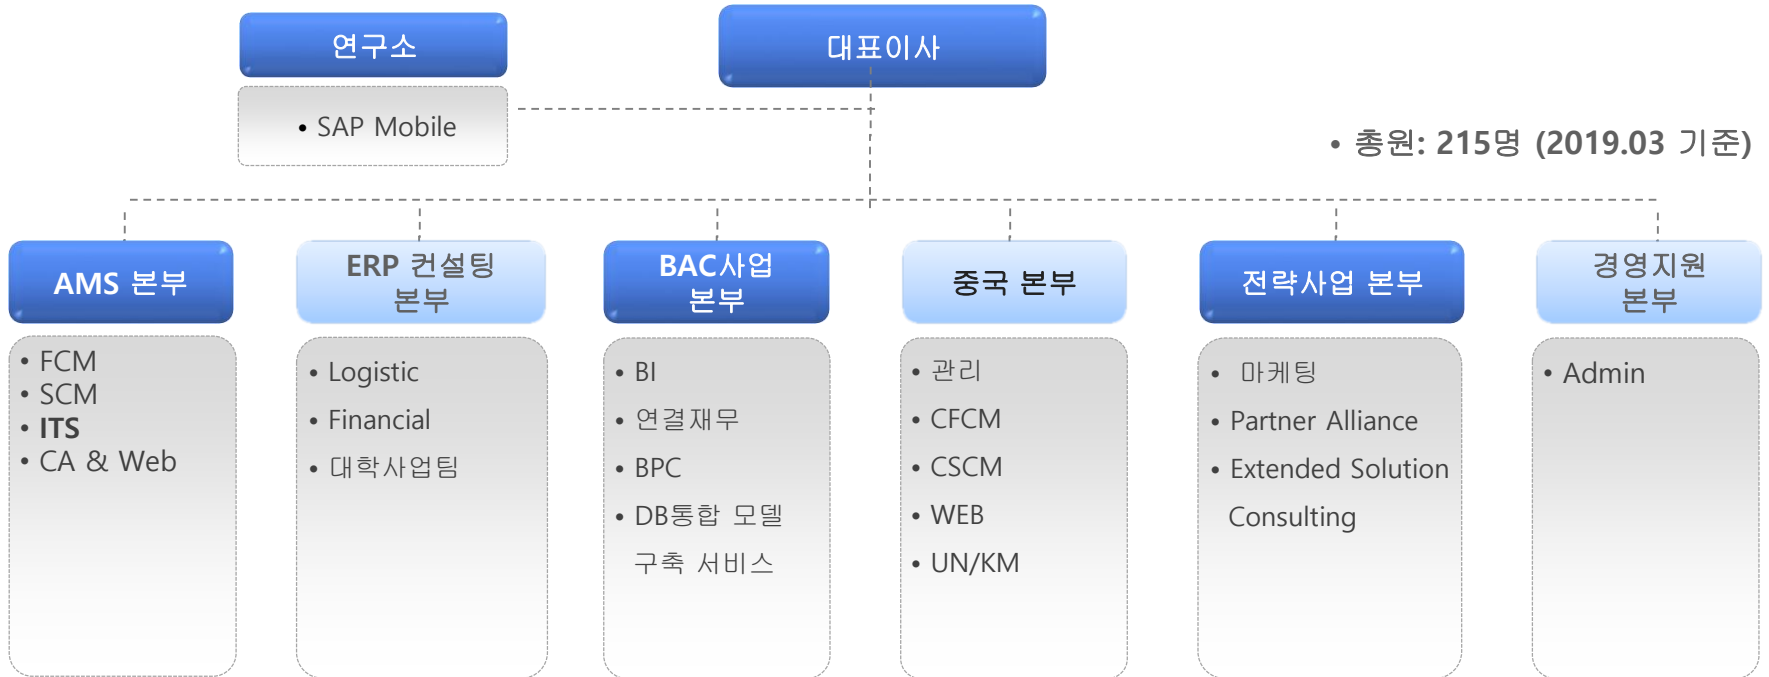 연구소
대표이사
• SAP Mobile
• 총원: 215명 (2019.03 기준)
AMS 본부
ERP 컨설팅
본부
BAC사업
본부
중국 본부
전략사업 본부
경영지원
본부
• FCM
• SCM
• ITS
• CA & Web
• Logistic
• Financial
• 대학사업팀
• BI
• 연결재무
• BPC
• DB통합 모델
구축 서비스
• 관리
• CFCM
• CSCM
• WEB
• UN/KM
• 마케팅
• Partner Alliance
• Extended Solution
Consulting
• Admin